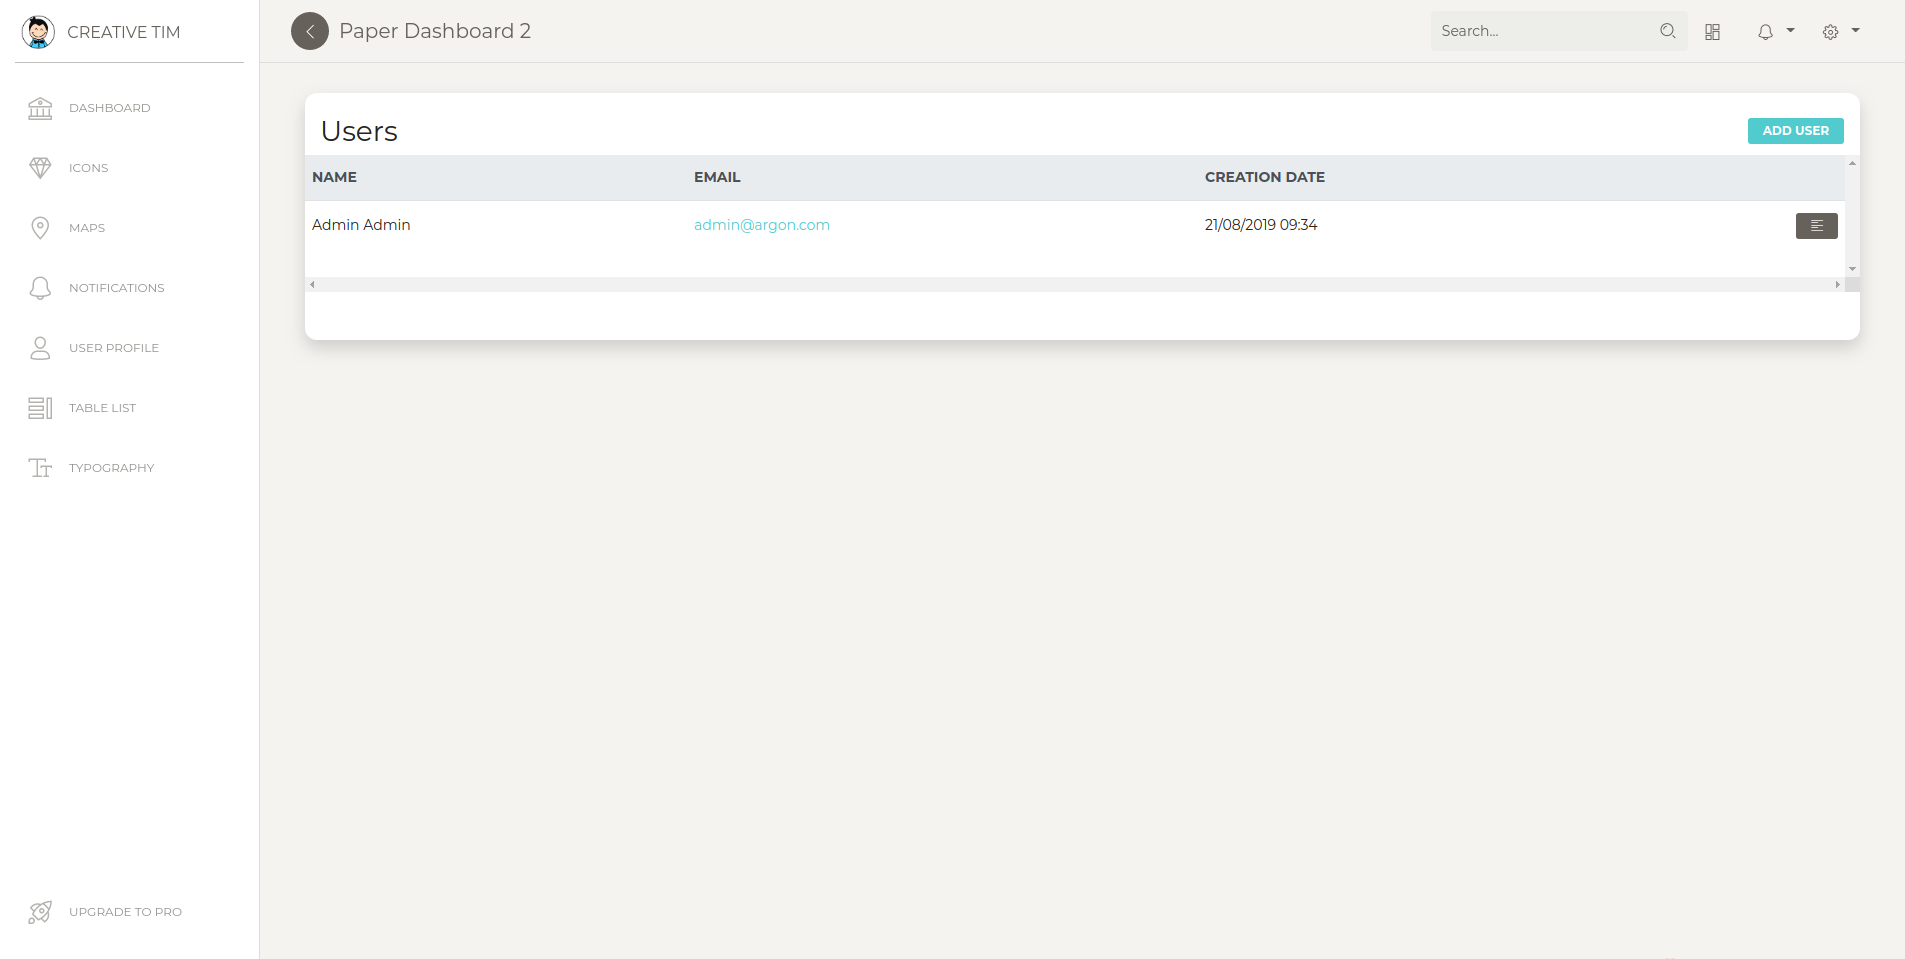 CREATIVE TIM
Paper Dashboard 2
Search...
DASHBOARD
ICONS
MAPS
NOTIFICATIONS
USER PROFILE
TABLE LIST
TYPOGRAPHY
UPGRADE TO PRO
Users
ADD USER
NAME EMAIL CREATION DATE
Admin Admin admin@argon.com 21/08/2019 09:34